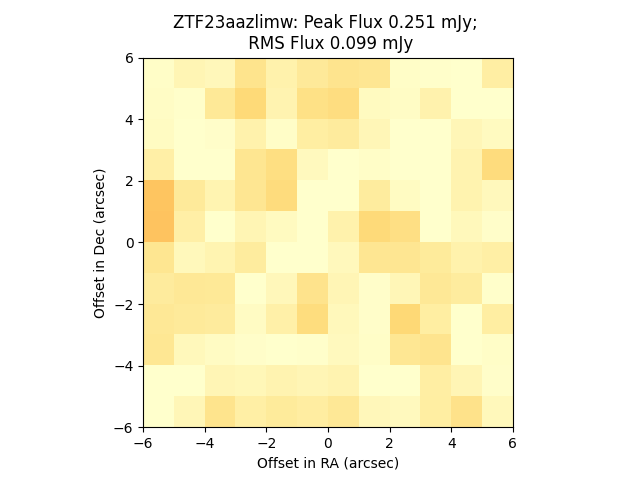 ZTF23aazlimw: Peak Flux 0.251 mJy;
RMS Flux 0.099 mJy
6
4
2
0
−2
−4
−6
Offset in Dec (arcsec)
−6 −4 −2 0 2 4 6
Offset in RA (arcsec)